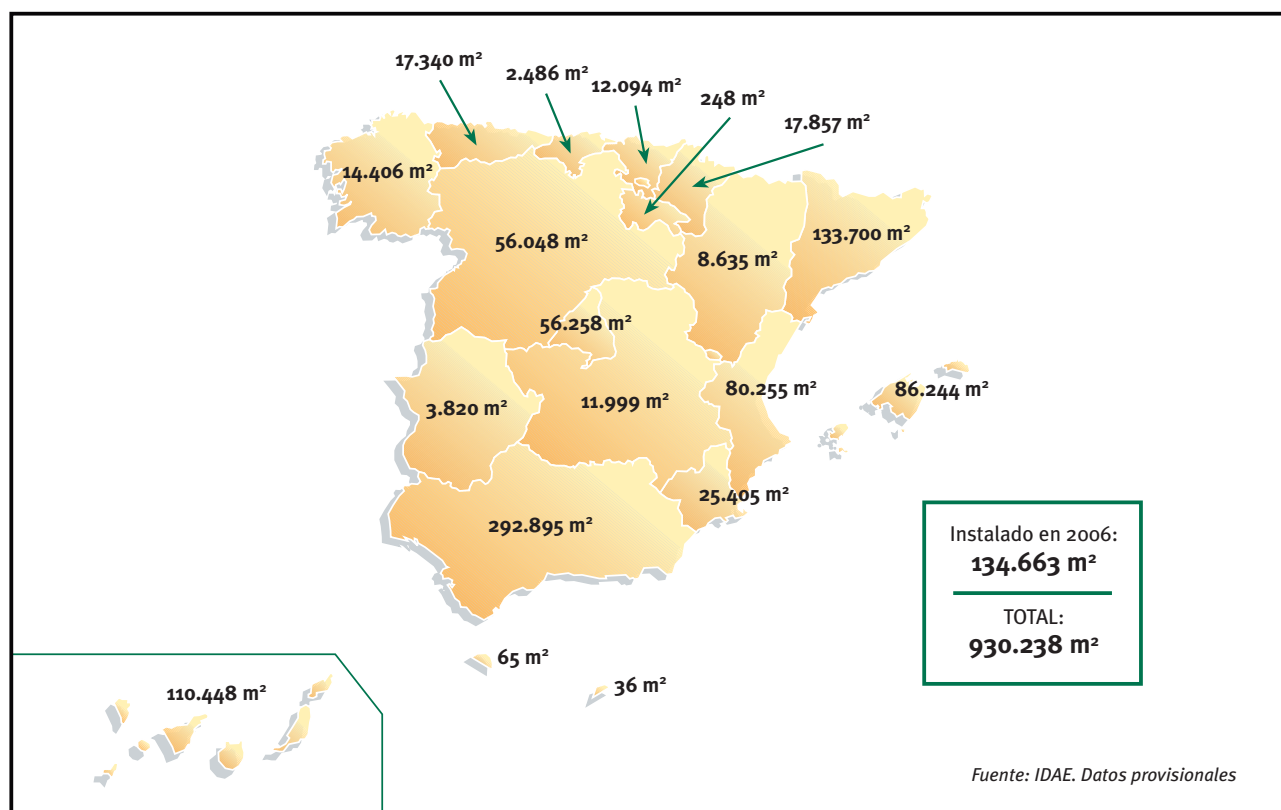 17.340 m²
2.486 m²
12.094 m²
248 m²
17.857 m²
14.406 m²
56.048 m²
8.635 m²
133.700 m²
56.258 m²
3.820 m²
11.999 m²
80.255 m²
86.244 m²
25.405 m²
292.895 m²
Instalado en 2006:
134.663 m²
TOTAL:
930.238 m²
65 m²
36 m²
110.448 m²
Fuente: IDAE. Datos provisionales